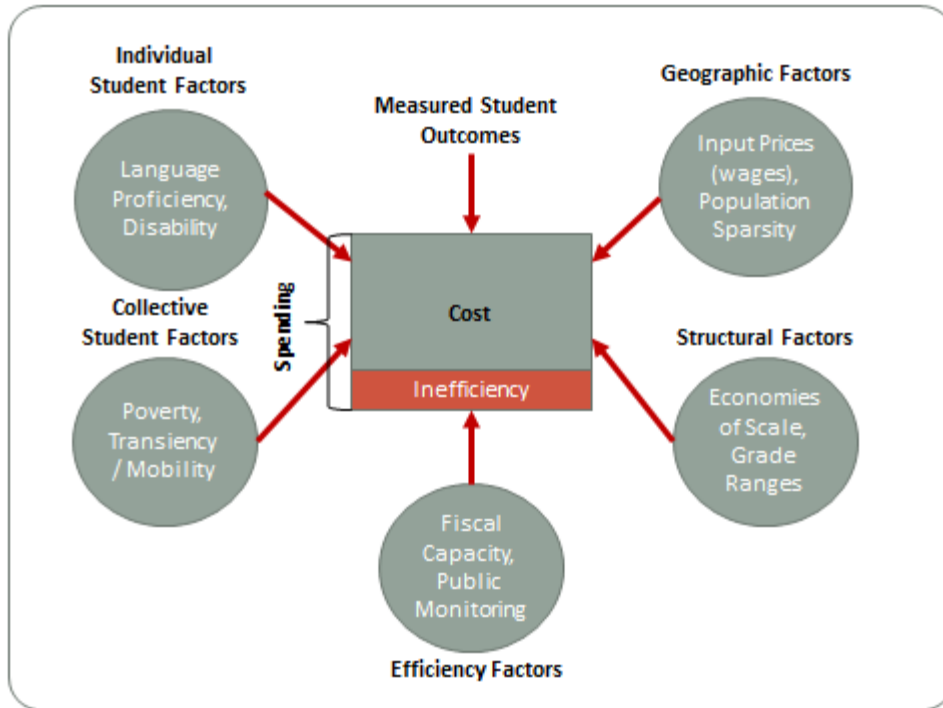 Individual
Student Factors
Language
Proficiency,
Disability
Measured Student
Outcomes
Geographic Factors
Input Prices
(wages),
Population
Sparsity
Spending
Cost
Inefficiency
Collective
Student Factors
Poverty,
Transiency
/ Mobility
Structural Factors
Economies
of Scale,
Grade
Ranges
Fiscal
Capacity,
Public
Monitoring
Efficiency Factors